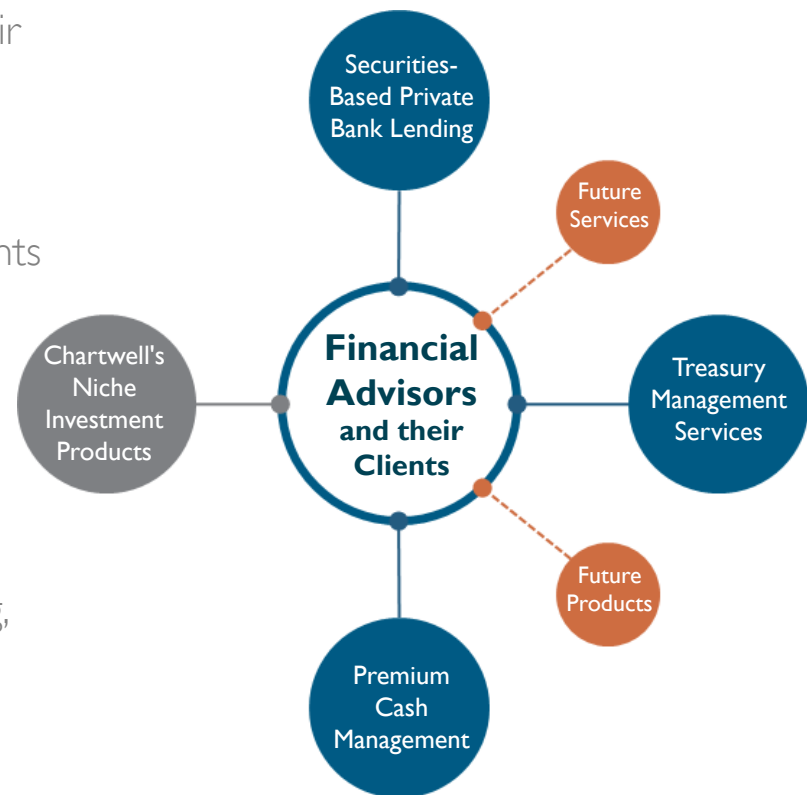 Securities-
Based Private
Bank Lending
Future
Services
Chartwell's
Niche
Investment
Products
Financial
Advisors
and their
Clients
Treasury
Management
Services
Future
Products
Premium
Cash
Management